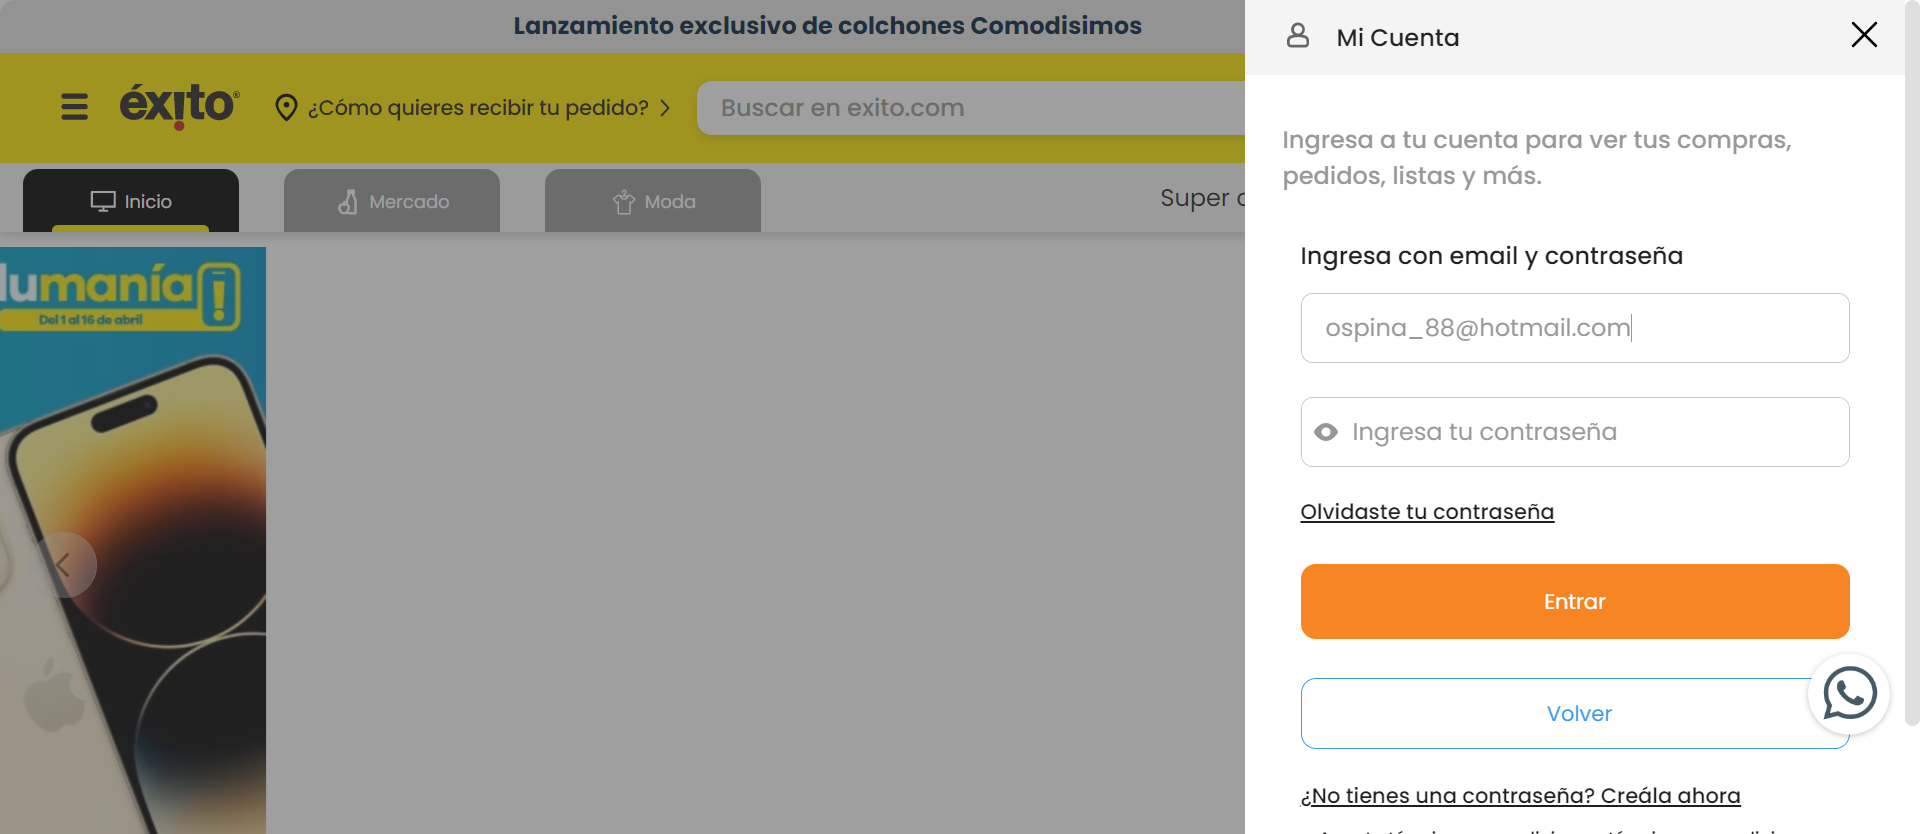 Lanzamiento exclusivo de colchones Comodisimos
éxito®
¿Cómo quieres recibir tu pedido?
Buscar en exito.com
Inicio
Mercado
Moda
Super
lumanía
Del 1 al 16 de abril
Mi Cuenta
Ingresa a tu cuenta para ver tus compras,
pedidos, listas y más.
Ingresa con email y contraseña
ospina_88@hotmail.com
Ingresa tu contraseña
Olvidaste tu contraseña
Entrar
Volver
¿No tienes una contraseña? Creála ahora